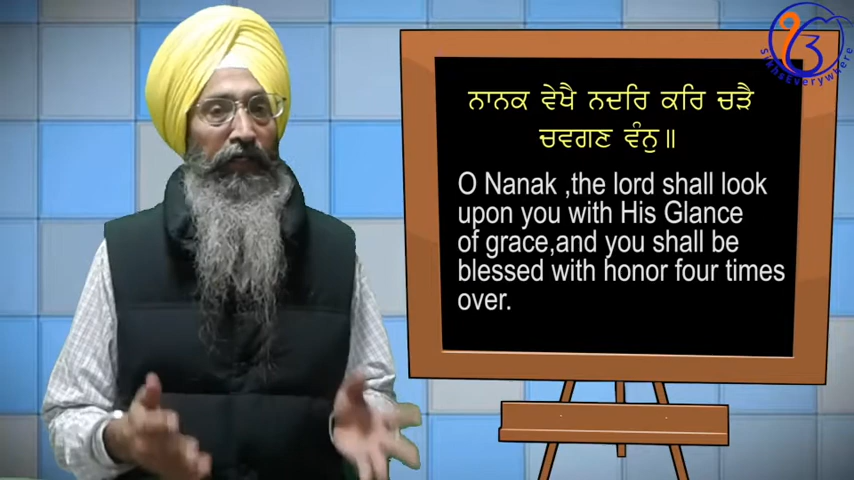 ਨਾਨਕ ਵੇਖੈ ਨਦਰਿ ਕਰਿ ਚੜੈ
ਚਵਗਣ ਵੰਨੁ॥
O Nanak ,the lord shall look
upon you with His Glance
of grace,and you shall be
blessed with honor four times
over.
SikhsEverywhere